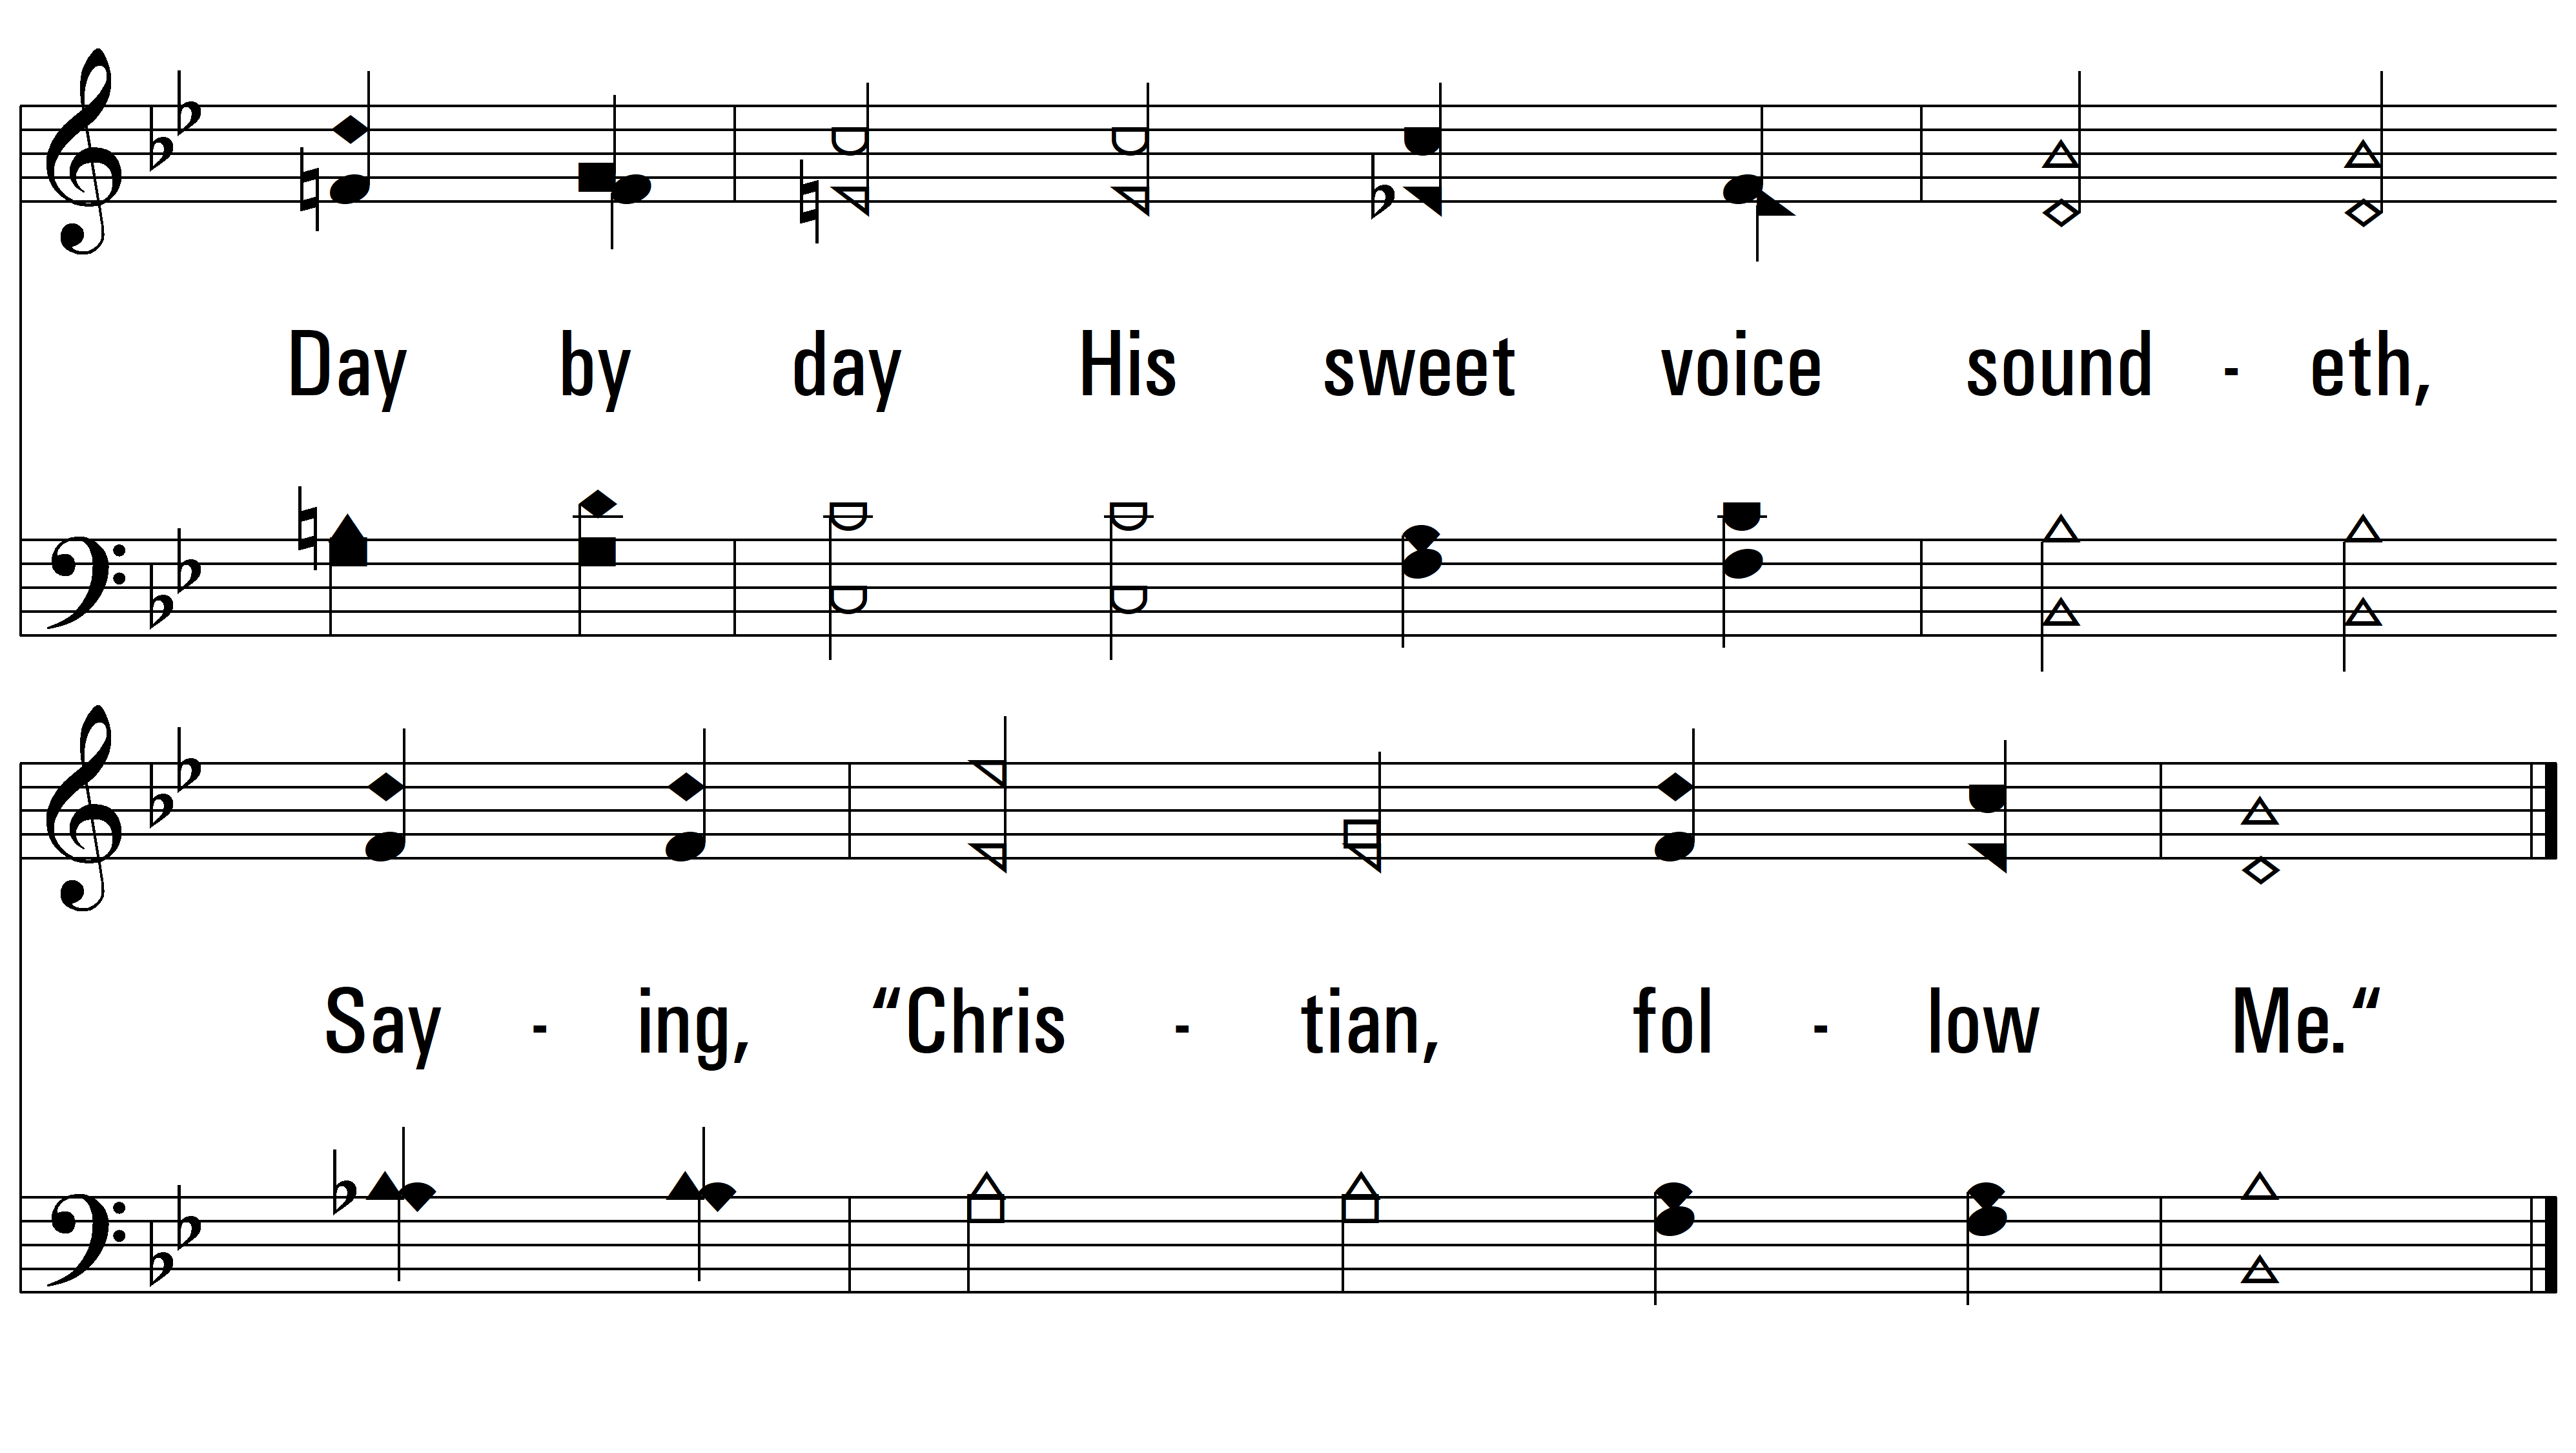 Day by day His sweet voice sound - eth,
Say - ing, “Chris - tian, fol - low Me.“